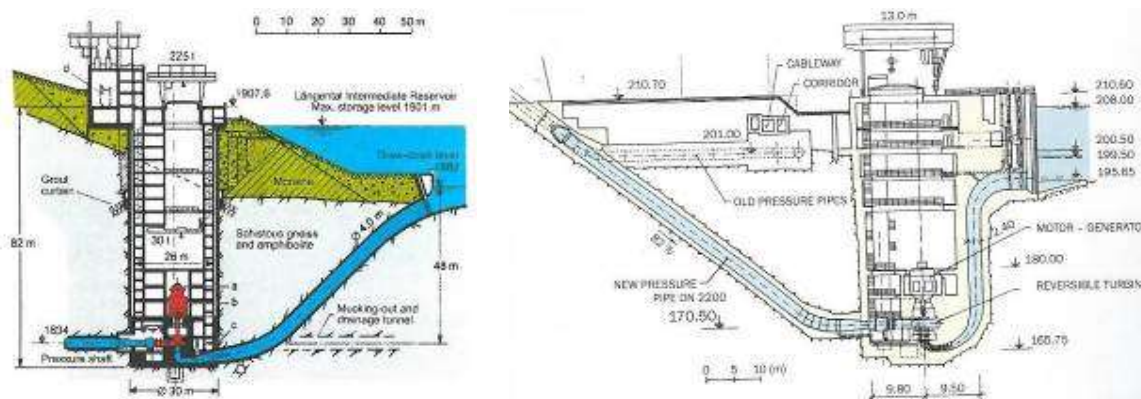 0 10 20 30 40 50 m
225 t
d
1907,6
Längental Intermediate Reservoir
Max. storage level 1901 m
Draw-down level
Moraine
Grout
curtain
Schistous gneiss and
amphibolite
Ø 4,0 m
30 t
26 m
82 m
48 m
a
b
c
Mucking-out and
drainage tunnel
1834
Pressure shaft
Ø 30 m
13.0 m
CABLEWAY
CORRIDOR
210.70
210.60
208.00
201.00
200.50
199.50
195.65
OLD PRESSURE PIPES
MOTOR - GENERATO
180.00
NEW PRESSURE
PIPE DN 2200
REVERSIBLE TURBIN
170.50
165.75
0 5 10 (m)
9.80
9.50